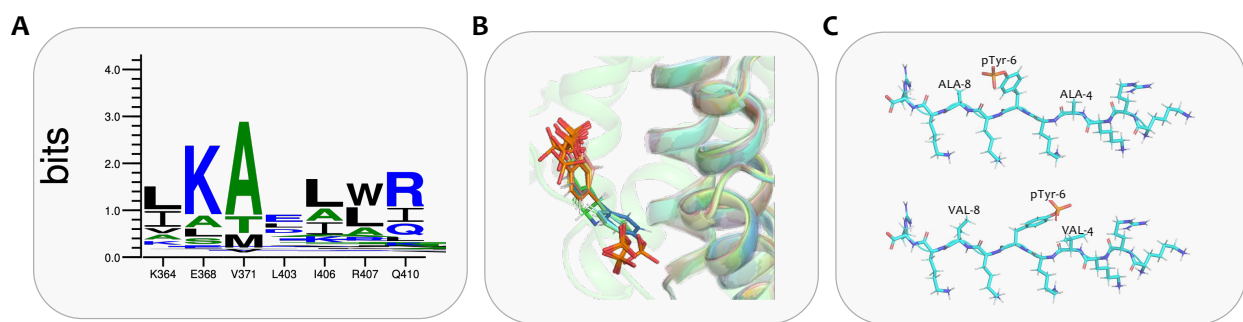 A
bits
4.0
3.0
2.0
1.0
0.0
L K A L W R
I A T E A L I
V L M I A Q
A S
K364 E368 V371 L403 I406 R407 Q410
B
C
pTyr-6
ALA-8
ALA-4
pTyr-6
VAL-8
VAL-4